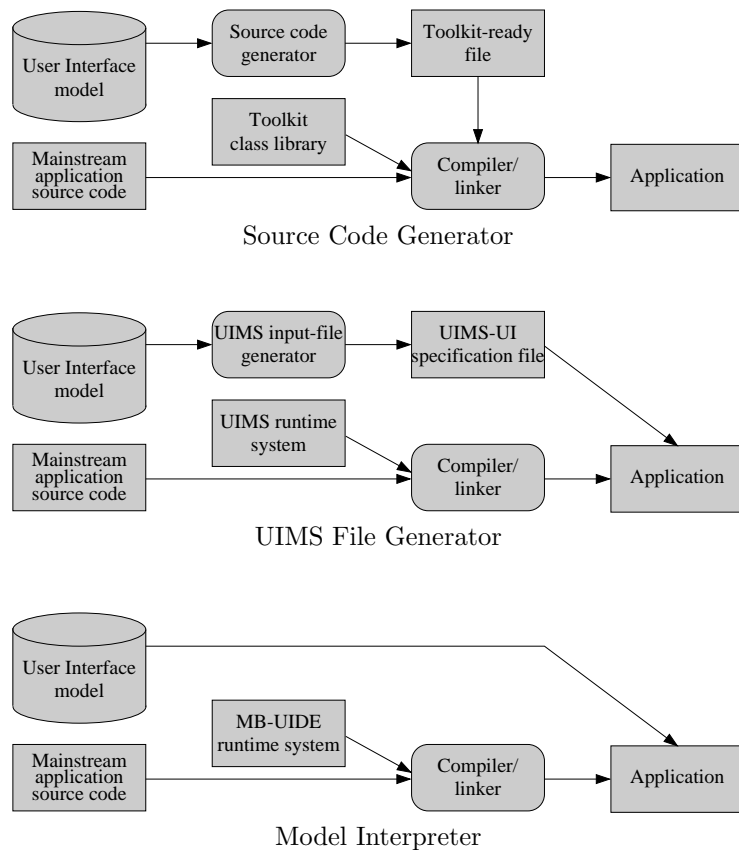 Source code
generator
Toolkit-ready
file
User Interface
model
Toolkit
class library
Mainstream
application
source code
Compiler/
linker
Application
Source Code Generator
UIMS input-file
generator
UIMS-UI
specification file
User Interface
model
UIMS runtime
system
Mainstream
application
source code
Compiler/
linker
Application
UIMS File Generator
User Interface
model
MB-UIDE
runtime system
Mainstream
application
source code
Compiler/
linker
Application
Model Interpreter